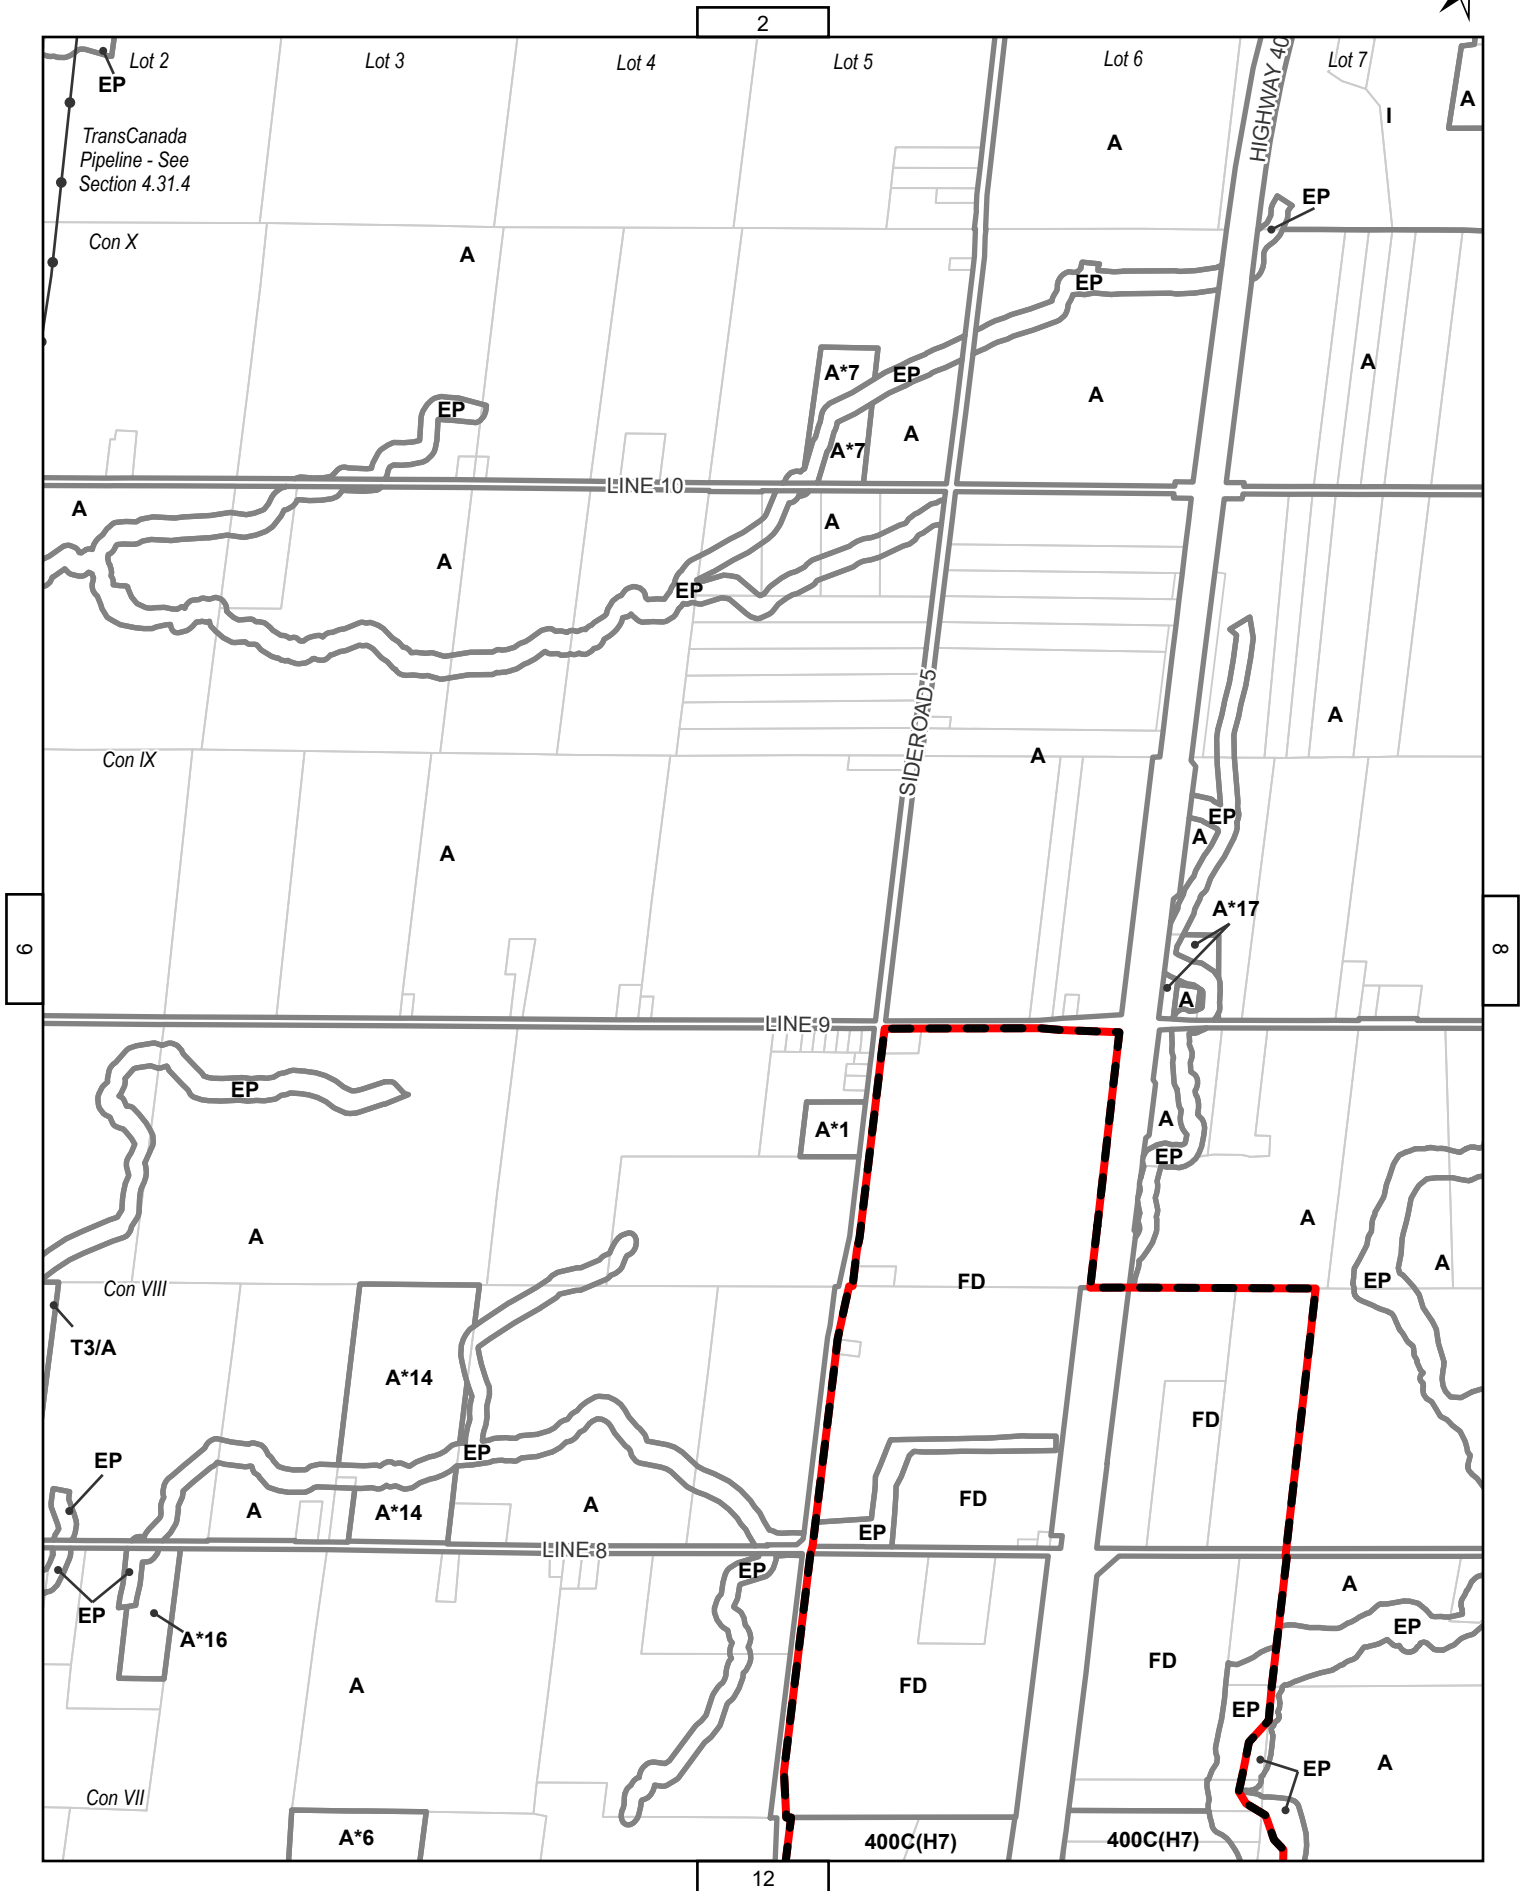 2
Lot 2
Lot 3
Lot 4
Lot 5
Lot 6
HIGHWAY 40
Lot 7
EP
A
I
TransCanada
Pipeline - See
Section 4.31.4
A
EP
Con X
A
EP
A*7
EP
A
A
EP
A
A*7
LINE 10
A
A
A
EP
SIDEROAD 5
A
Con IX
A
EP
A
A
A*17
9
8
A
LINE 9
EP
A*1
A
EP
A
A
A
EP
FD
Con VIII
T3/A
A*14
FD
EP
EP
A
A*14
A
FD
EP
LINE 8
EP
A
EP
A*16
EP
FD
A
FD
EP
EP
A
Con VII
A*6
400C(H7)
400C(H7)
12